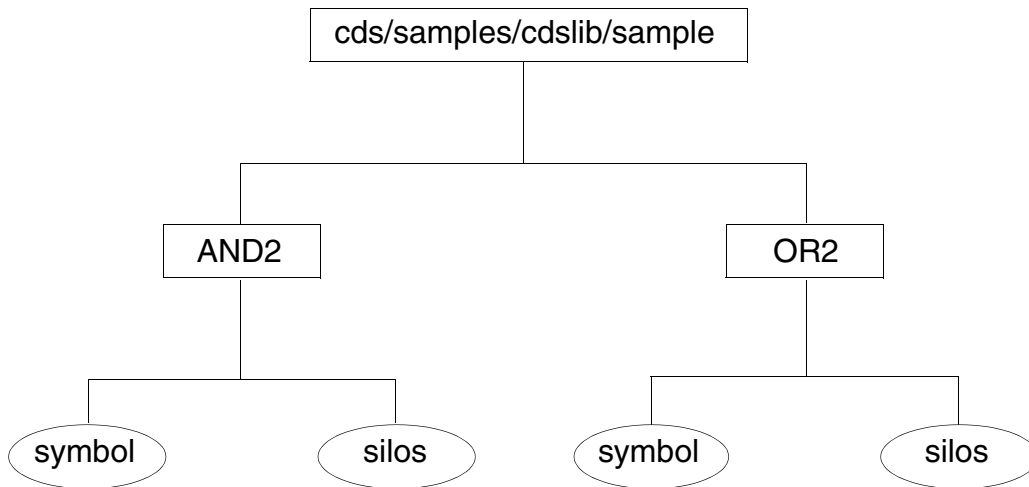 cds/samples/cdslib/sample
AND2
OR2
symbol
silos
symbol
silos